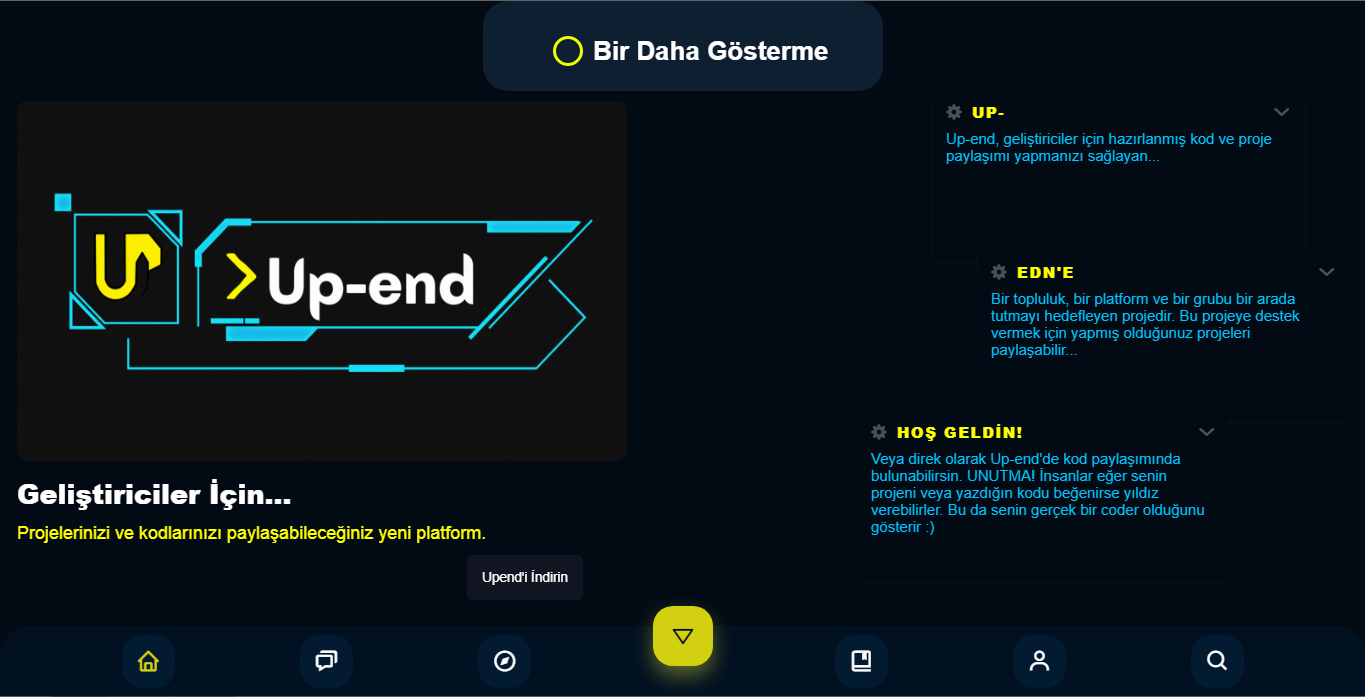 Bir Daha Gösterme
UP
Up-end
Geliştiriciler İçin...
Projelerinizi ve kodlarınızı paylaşabileceğiniz yeni platform.
Upend'i İndirin
UP-
Up-end, geliştiriciler için hazırlanmış kod ve proje
paylaşımı yapmanızı sağlayan...
EDN'E
Bir topluluk, bir platform ve bir grubu bir arada
tutmayı hedefleyen projedir. Bu projeye destek
vermek için yapmış olduğunuz projeleri
paylaşabilir...
HOŞ GELDİN!
Veya direk olarak Up-end'de kod paylaşımında
bulunabilirsin. UNUTMA! İnsanlar eğer senin
projeni veya yazdığın kodu beğenirse yıldız
verebilirler. Bu da senin gerçek bir coder olduğunu
gösterir :)